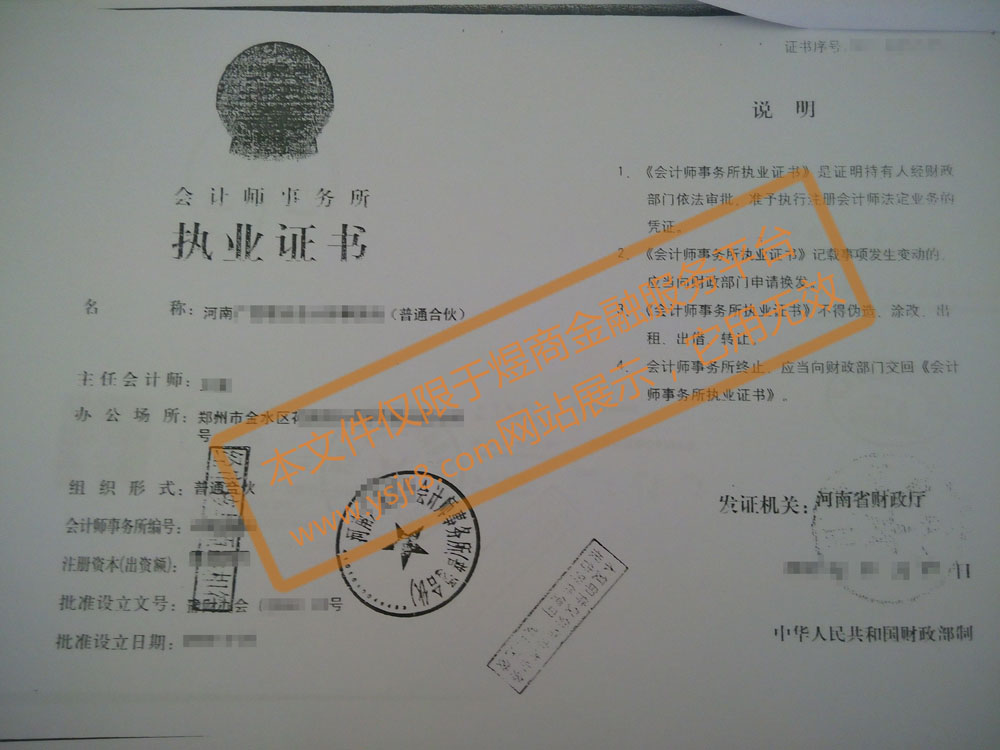 会计师事务所
执业证书
名 称：河南 （普通合伙）
主任会计师：
办公场所：郑州市金水区
号
组织形式：普通合伙
会计师事务所编号：
注册资本(出资额)：
批准设立文号： 会 号
批准设立日期：
河南 会计师事务所 合伙)
证书序号
说 明
1、《会计师事务所执业证书》是证明持有人经财政
部门依法审批，准予执行注册会计师法定业务的
凭证。
2、《会计师事务所执业证书》记载事项发生变动的，
应当向财政部门申请换发。
3、《会计师事务所执业证书》不得伪造、涂改、出
租、出借、转让。
4、会计师事务所终止，应当向财政部门交回《会计
师事务所执业证书》。
发证机关：河南省财政厅
日
中华人民共和国财政部制
本文件仅限于煜商金融服务平台
www.ysjr8.com网站展示，它用无效